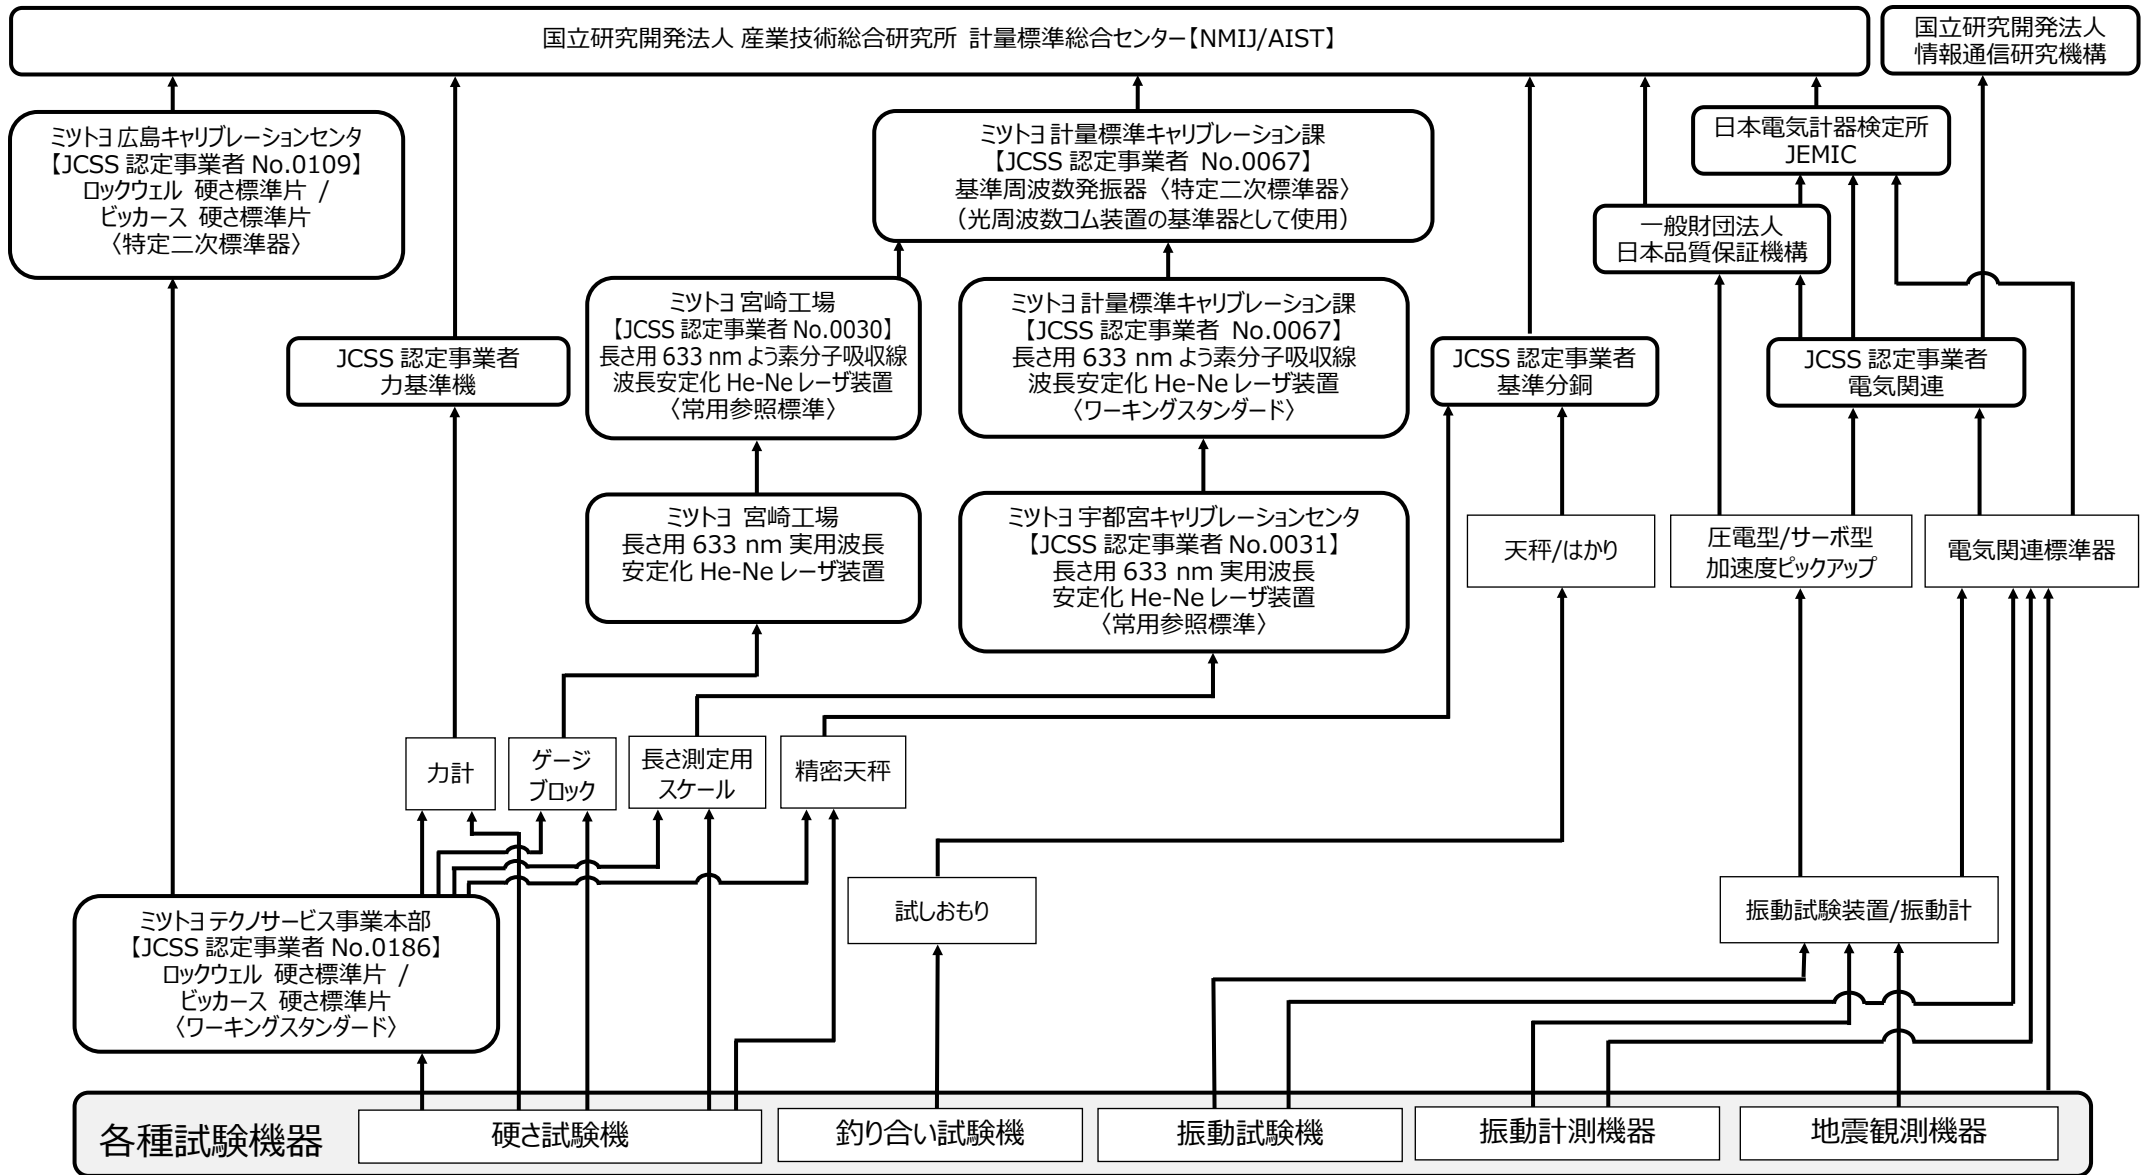 国立研究開発法人 産業技術総合研究所 計量標準総合センター【NMIJ/AIST】
国立研究開発法人
情報通信研究機構
ミツトヨ 広島キャリブレーションセンタ
【JCSS 認定事業者 No.0109】
ロックウェル 硬さ標準片 /
ビッカース 硬さ標準片
〈特定二次標準器〉
ミツトヨ 計量標準キャリブレーション課
【JCSS 認定事業者 No.0067】
基準周波数発振器〈特定二次標準器〉
(光周波数コム装置の基準器として使用)
日本電気計器検定所
JEMIC
一般財団法人
日本品質保証機構
JCSS 認定事業者
力基準機
ミツトヨ 宮崎工場
【JCSS 認定事業者 No.0030】
長さ用 633 nm よう素分子吸収線
波長安定化 He-Ne レーザ装置
〈常用参照標準〉
ミツトヨ 計量標準キャリブレーション課
【JCSS 認定事業者 No.0067】
長さ用 633 nm よう素分子吸収線
波長安定化 He-Ne レーザ装置
〈ワーキングスタンダード〉
JCSS 認定事業者
基準分銅
JCSS 認定事業者
電気関連
ミツトヨ 宮崎工場
長さ用 633 nm 実用波長
安定化 He-Ne レーザ装置
ミツトヨ 宇都宮キャリブレーションセンタ
【JCSS 認定事業者 No.0031】
長さ用 633 nm 実用波長
安定化 He-Ne レーザ装置
〈常用参照標準〉
天秤/はかり
圧電型/サーボ型
加速度ピックアップ
電気関連標準器
力計
ゲージ
ブロック
長さ測定用
スケール
精密天秤
ミツトヨ テクノサービス事業本部
【JCSS 認定事業者 No.0186】
ロックウェル 硬さ標準片 /
ビッカース 硬さ標準片
〈ワーキングスタンダード〉
試しおもり
振動試験装置/振動計
各種試験機器
硬さ試験機
釣り合い試験機
振動試験機
振動計測機器
地震観測機器